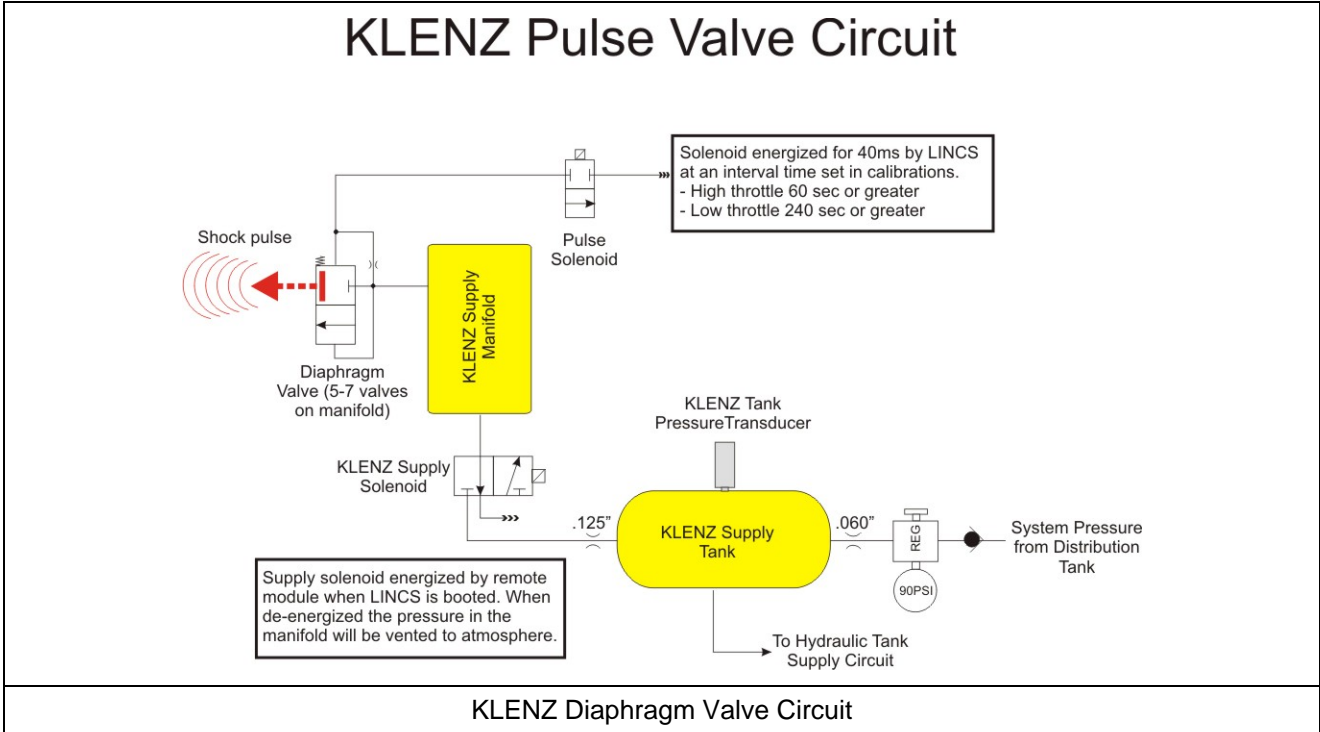 KLENZ Pulse Valve Circuit
Solenoid energized for 40ms by LINCS
at an interval time set in calibrations.
- High throttle 60 sec or greater
- Low throttle 240 sec or greater
Shock pulse
Pulse
Solenoid
KLENZ Supply
Manifold
Diaphragm
Valve (5-7 valves
on manifold)
KLENZ Tank
PressureTransducer
KLENZ Supply
Solenoid
.125"
KLENZ Supply
Tank
.060"
REG
90PSI
System Pressure
from Distribution
Tank
Supply solenoid energized by remote
module when LINCS is booted. When
de-energized the pressure in the
manifold will be vented to atmosphere.
To Hydraulic Tank
Supply Circuit
KLENZ Diaphragm Valve Circuit